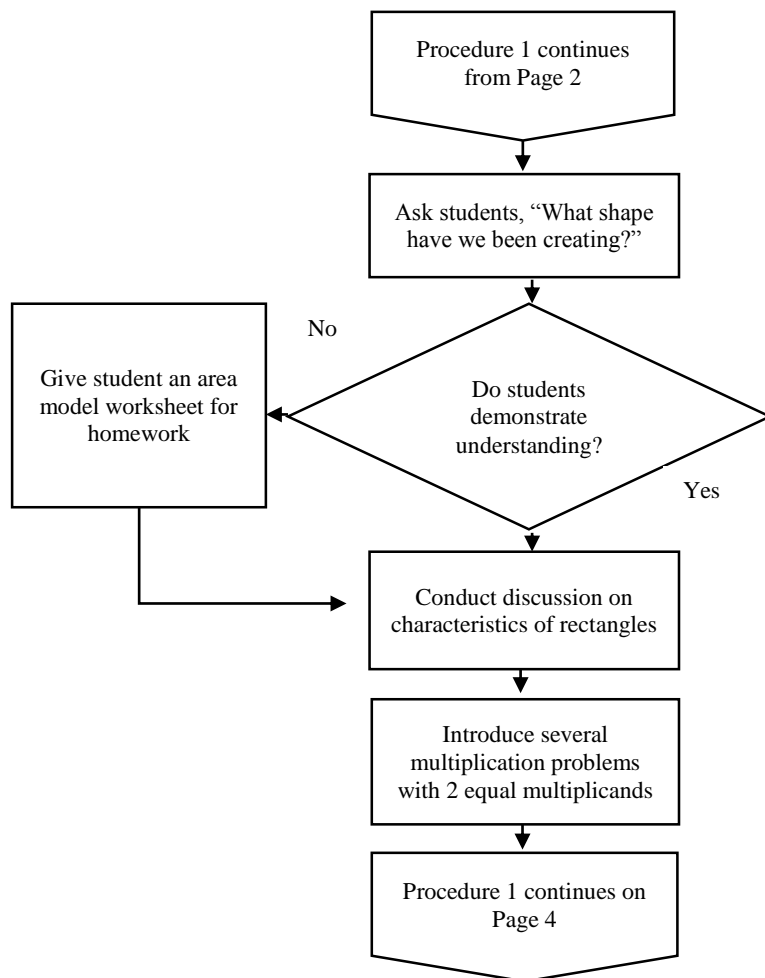 Procedure 1 continues
from Page 2
Ask students, “What shape
have we been creating?”
No
Give student an area
model worksheet for
homework
Do students
demonstrate
understanding?
Yes
Conduct discussion on
characteristics of rectangles
Introduce several
multiplication problems
with 2 equal multiplicands
Procedure 1 continues on
Page 4